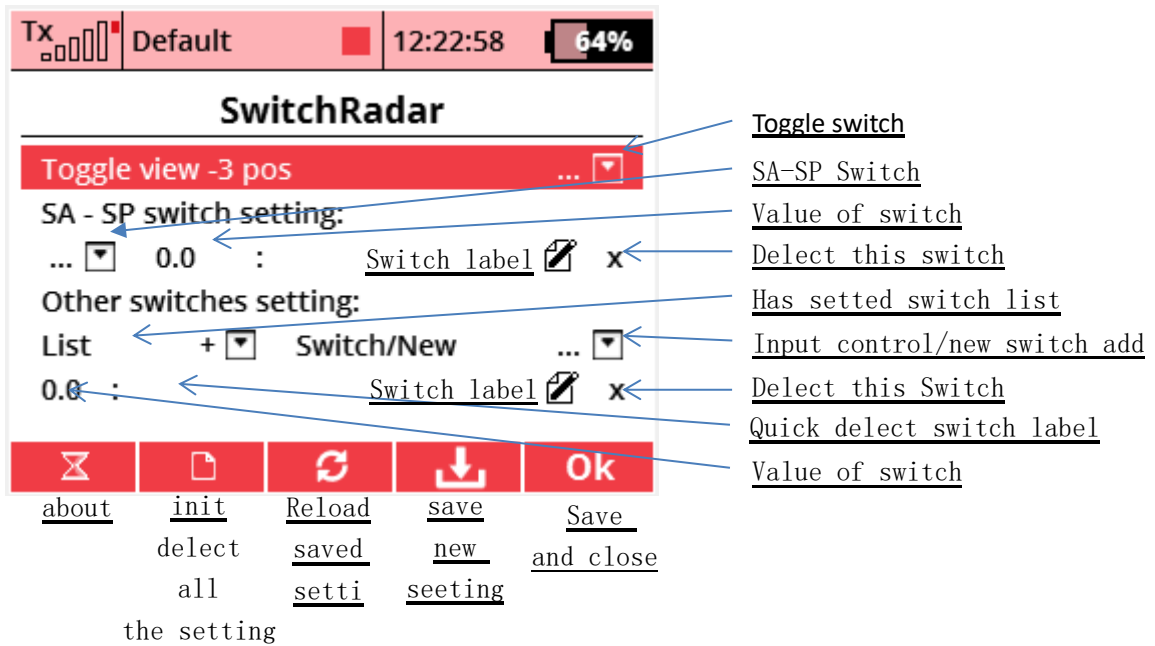 Tx Default 12:22:58 64%
SwitchRadar
Toggle switch
Toggle view -3 pos ...
SA-SP Switch
SA - SP switch setting:
Value of switch
... 0.0 : Switch label x
Delect this switch
Other switches setting:
Has setted switch list
List + Switch/New ...
Input control/new switch add
0.0 : Switch label x
Delect this Switch
Quick delect switch label
Value of switch
Ok
about
init
delect
all
the setting
Reload
saved
setti
save
new
seeting
Save
and close